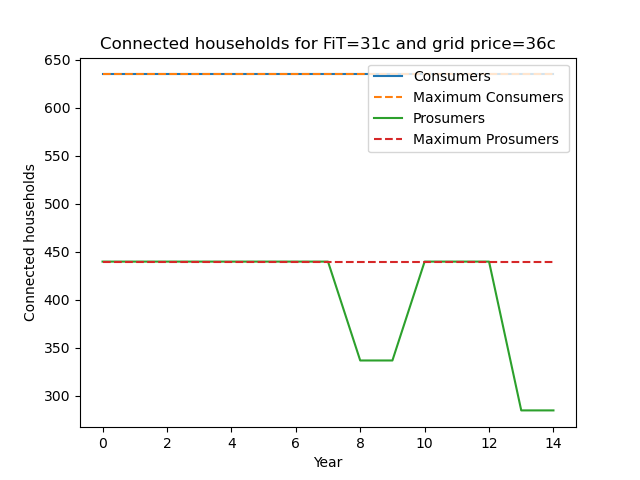 Connected households for FiT=31c and grid price=36c
650
600
550
500
450
400
350
300
Connected households
Consumers
Maximum Consumers
Prosumers
Maximum Prosumers
0 2 4 6 8 10 12 14
Year